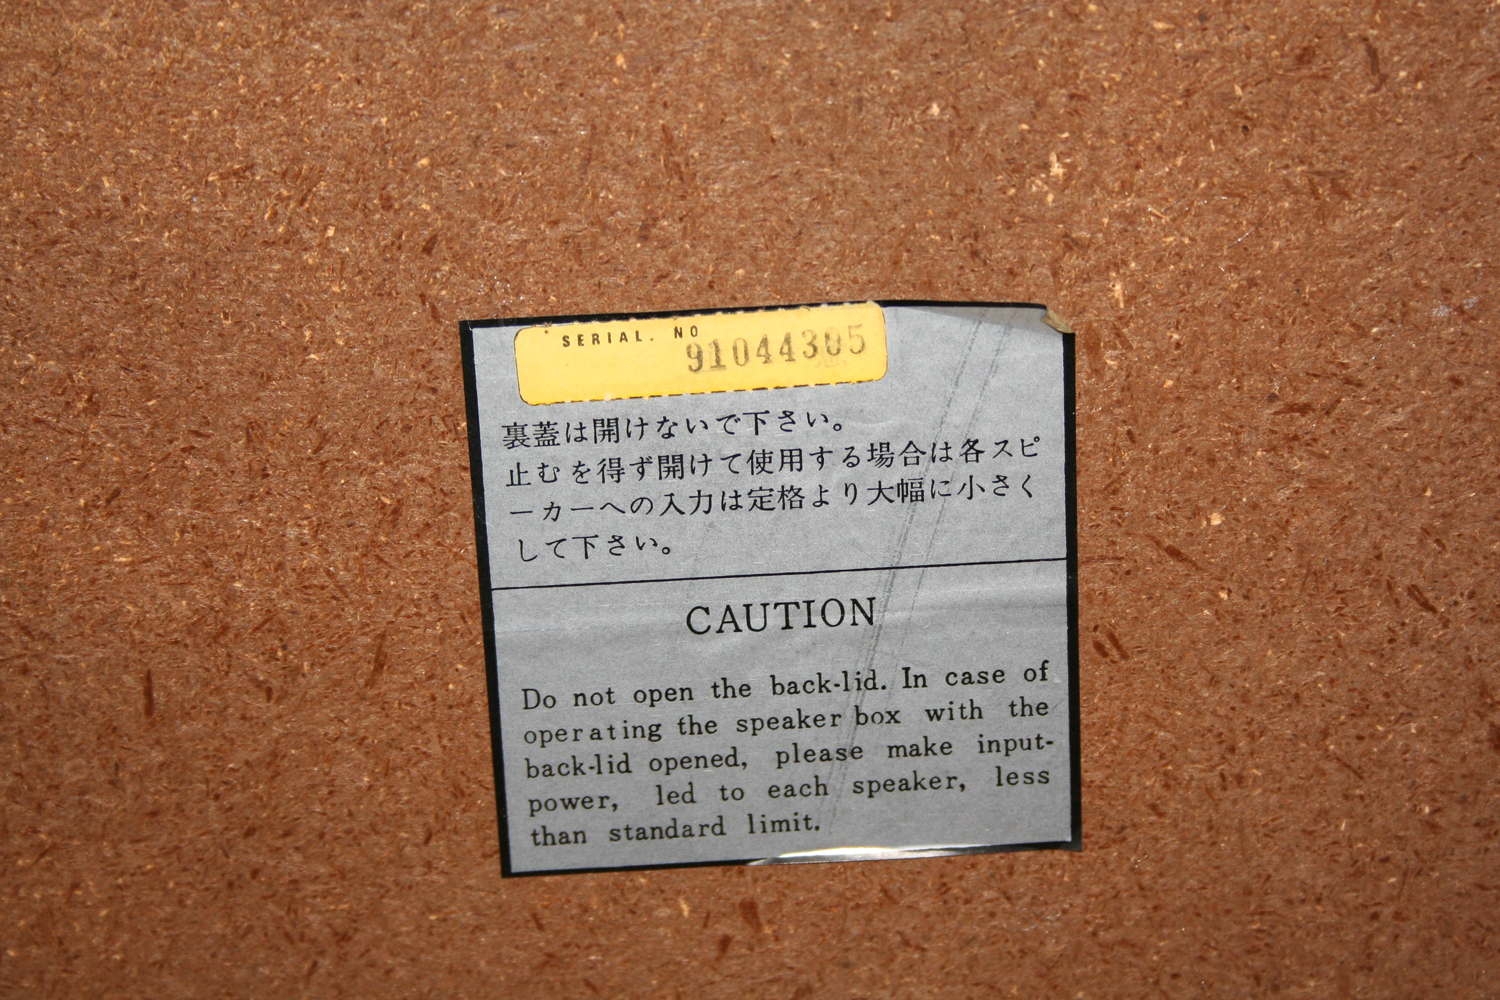 SERIAL. NO
91044305
裏蓋は開けないで下さい。
止むを得ず開けて使用する場合は各スピ
ーカーへの入力は定格より大幅に小さく
して下さい。
CAUTION
Do not open the back-lid. In case of
operating the speaker box with the
back-lid opened, please make input-
power, led to each speaker, less
than standard limit.